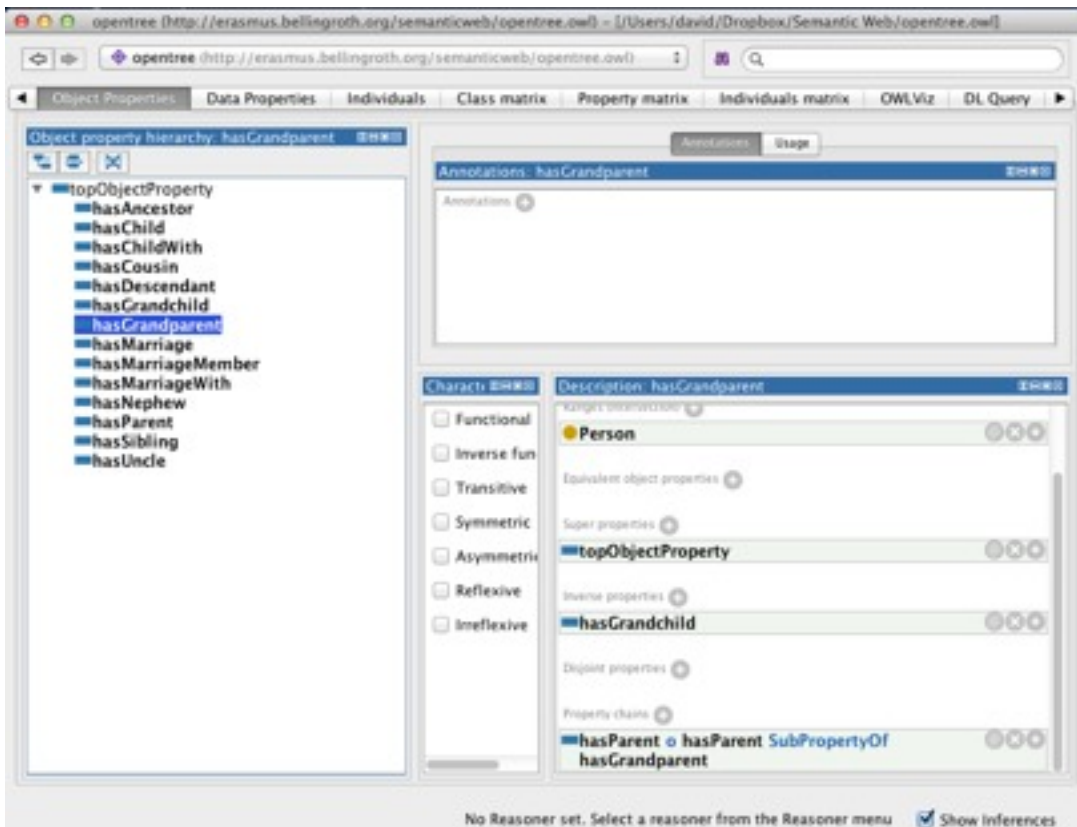 opentree (http://erasmus.bellingroth.org/semanticweb/opentree.owl) - [/Users/david/Dropbox/Semantic Web/opentree.owl]
opentree (http://erasmus.bellingroth.org/semanticweb/opentree.owl)
Object Properties Data Properties Individuals Class matrix Property matrix Individuals matrix OWLViz DL Query
Object property hierarchy: hasGrandparent
topObjectProperty
hasAncestor
hasChild
hasChildWith
hasCousin
hasDescendant
hasGrandchild
hasGrandparent
hasMarriage
hasMarriageMember
hasMarriageWith
hasNephew
hasParent
hasSibling
hasUncle
Annotations Usage
Annotations: hasGrandparent
Annotations
Characte
Functional
Inverse fun
Transitive
Symmetric
Asymmetric
Reflexive
Irreflexive
Description: hasGrandparent
Ranges (intersection)
Person
Equivalent object properties
Super properties
topObjectProperty
Inverse properties
hasGrandchild
Disjoint properties
Property chains
hasParent o hasParent SubPropertyOf
hasGrandparent
No Reasoner set. Select a reasoner from the Reasoner menu Show Inferences